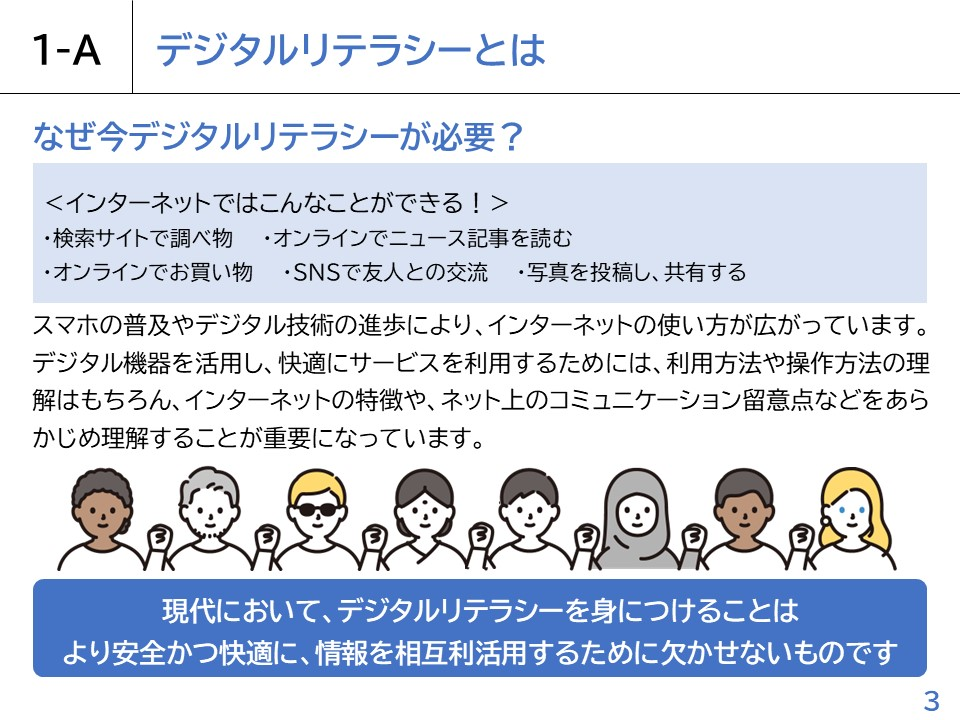 1-A
デジタルリテラシーとは
なぜ今デジタルリテラシーが必要？
＜インターネットではこんなことができる！＞
・検索サイトで調べ物　・オンラインでニュース記事を読む
・オンラインでお買い物　・SNSで友人との交流　・写真を投稿し、共有する
スマホの普及やデジタル技術の進歩により、インターネットの使い方が広がっています。
デジタル機器を活用し、快適にサービスを利用するためには、利用方法や操作方法の理
解はもちろん、インターネットの特徴や、ネット上のコミュニケーション留意点などをあら
かじめ理解することが重要になっています。
現代において、デジタルリテラシーを身につけることは
より安全かつ快適に、情報を相互利活用するために欠かせないものです
3